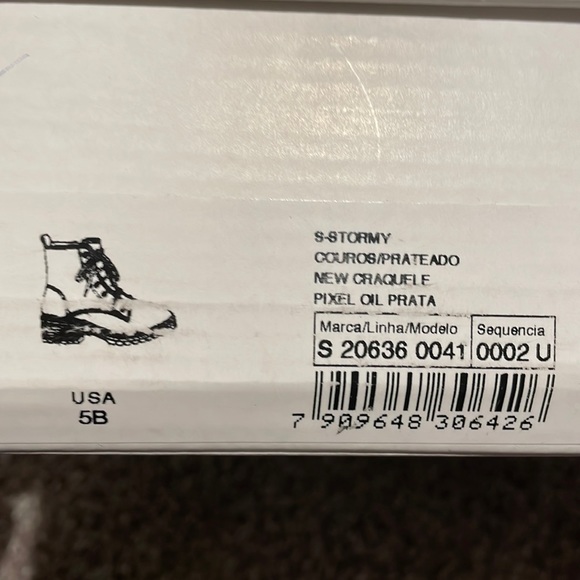 S-STORMY
COUROS/PRATEADO
NEW CRAQUELE
PIXEL OIL PRATA
Marca/Linha/Modelo Sequencia
S 20636 0041 0002 U
7 909648 306426
USA
5B